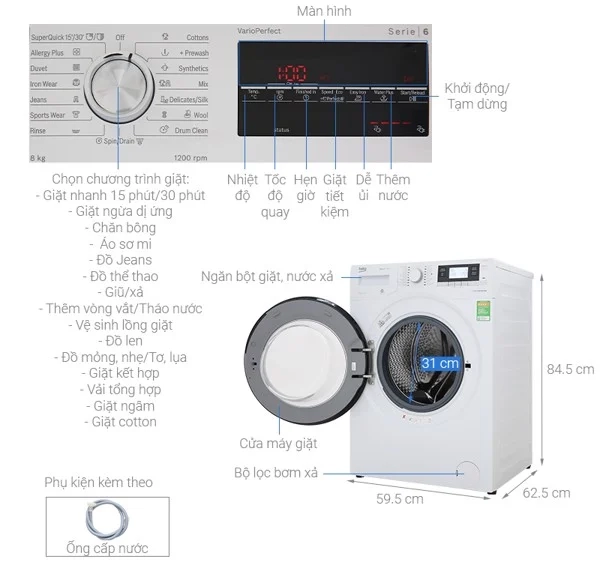 Màn hình
VarioPerfect
Serie 6
SuperQuick 15'/30'
Off
Cottons
Allergy Plus
+ Prewash
Duvet
Synthetics
Iron Wear
Mix
Jeans
Delicates/Silk
Sports Wear
Wool
Rinse
Drum Clean
Spin,Drain
8 kg
1200 rpm
1:00
Temp.
°C
rpm
Finished in
Speed
Eco
Perfect
Easy Iron
Water Plus
Start/Reload
status
Khởi động/
Tạm dừng
Nhiệt độ
Tốc độ quay
Hẹn giờ
Giặt tiết kiệm
Dễ ủi
Thêm nước
Chọn chương trình giặt:
- Giặt nhanh 15 phút/30 phút
- Giặt ngừa dị ứng
- Chăn bông
- Áo sơ mi
- Đồ Jeans
- Đồ thể thao
- Giũ/xả
- Thêm vòng vắt/Tháo nước
- Vệ sinh lồng giặt
- Đồ len
- Đồ mỏng, nhẹ/Tơ, lụa
- Giặt kết hợp
- Vải tổng hợp
- Giặt ngâm
- Giặt cotton
Ngăn bột giặt, nước xả
beko
31 cm
84.5 cm
Cửa máy giặt
Bộ lọc bơm xả
59.5 cm
62.5 cm
Phụ kiện kèm theo
Ống cấp nước